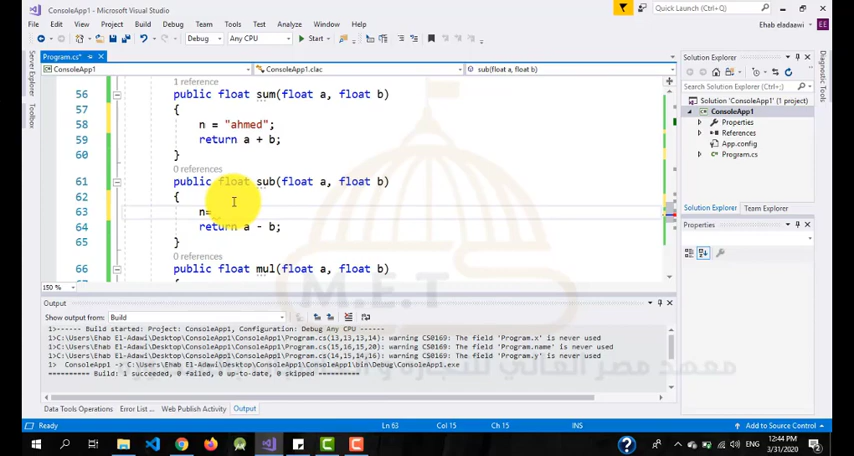 ConsoleApp1 - Microsoft Visual Studio
Quick Launch (Ctrl+Q)
File Edit View Project Build Debug Team Tools Test Analyze Window Help
Ehab eladaawi EE
Debug Any CPU Start
Program.cs*
ConsoleApp1 ConsoleApp1.clac sub(float a, float b)
Server Explorer
Toolbox
Diagnostic Tools
1 reference
56 public float sum(float a, float b)
57 {
58 n = "ahmed";
59 return a + b;
60 }
0 references
61 public float sub(float a, float b)
62 {
63 n=
64 return a - b;
65 }
0 references
66 public float mul(float a, float b)
M.E.T
150 %
Solution Explorer
Search Solution Explorer (Ctrl+;)
Solution 'ConsoleApp1' (1 project)
ConsoleApp1
Properties
References
App.config
Program.cs
Solution Explorer Team Explorer
Properties
Output
Show output from: Build
1>------ Build started: Project: ConsoleApp1, Configuration: Debug Any CPU ------
1>C:\Users\Ehab El-Adawi\Desktop\ConsoleApp1\ConsoleApp1\Program.cs(13,13,13,14): warning CS0169: The field 'Program.x' is never used
1>C:\Users\Ehab El-Adawi\Desktop\ConsoleApp1\ConsoleApp1\Program.cs(15,16,15,20): warning CS0169: The field 'Program.name' is never used
1>C:\Users\Ehab El-Adawi\Desktop\ConsoleApp1\ConsoleApp1\Program.cs(14,15,14,16): warning CS0169: The field 'Program.y' is never used
1> ConsoleApp1 -> C:\Users\Ehab El-Adawi\Desktop\ConsoleApp1\ConsoleApp1\bin\Debug\ConsoleApp1.exe
========== Build: 1 succeeded, 0 failed, 0 up-to-date, 0 skipped ==========
معهد مصر العالي للتجارة و
Data Tools Operations Error List ... Web Publish Activity Output
Ready Ln 63 Col 15 Ch 15 INS Add to Source Control
12:44 PM
3/31/2020